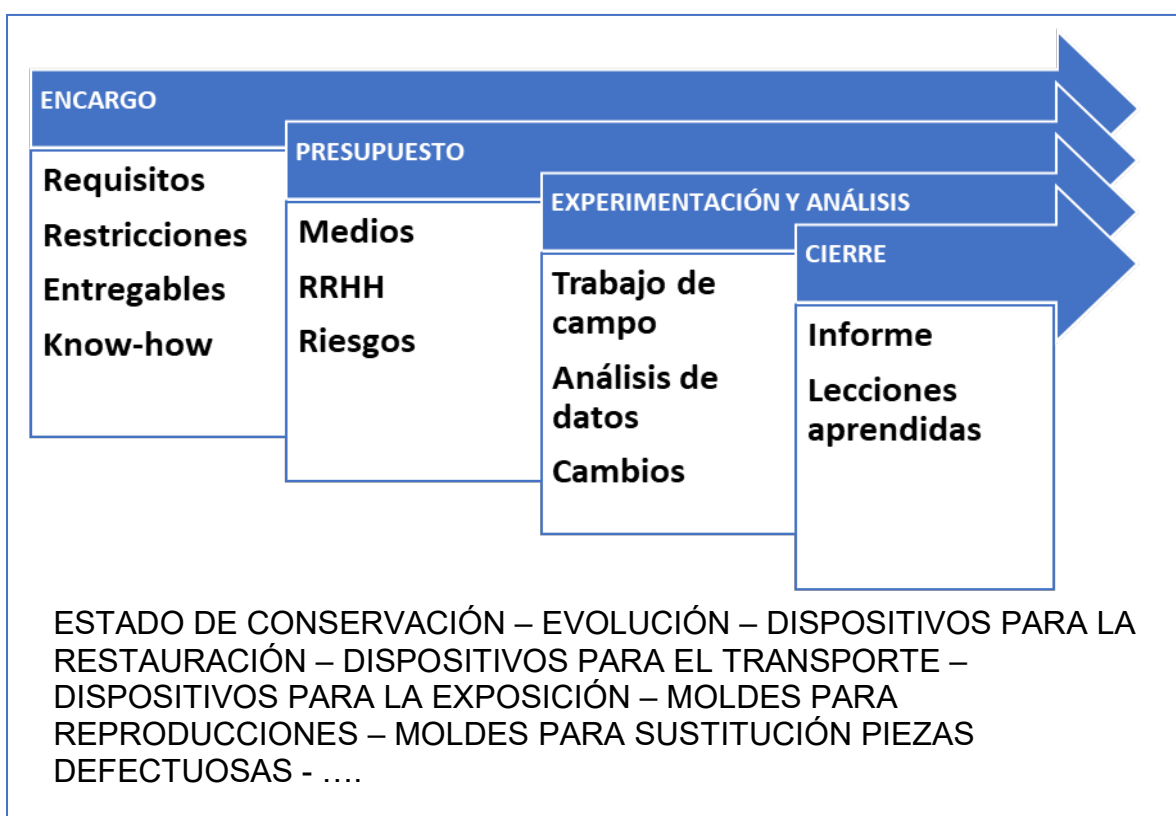 ENCARGO
Requisitos
Restricciones
Entregables
Know-how
PRESUPUESTO
Medios
RRHH
Riesgos
EXPERIMENTACIÓN Y ANÁLISIS
Trabajo de
campo
Análisis de
datos
Cambios
CIERRE
Informe
Lecciones
aprendidas
ESTADO DE CONSERVACIÓN – EVOLUCIÓN – DISPOSITIVOS PARA LA
RESTAURACIÓN – DISPOSITIVOS PARA EL TRANSPORTE –
DISPOSITIVOS PARA LA EXPOSICIÓN – MOLDES PARA
REPRODUCCIONES – MOLDES PARA SUSTITUCIÓN PIEZAS
DEFECTUOSAS - ….